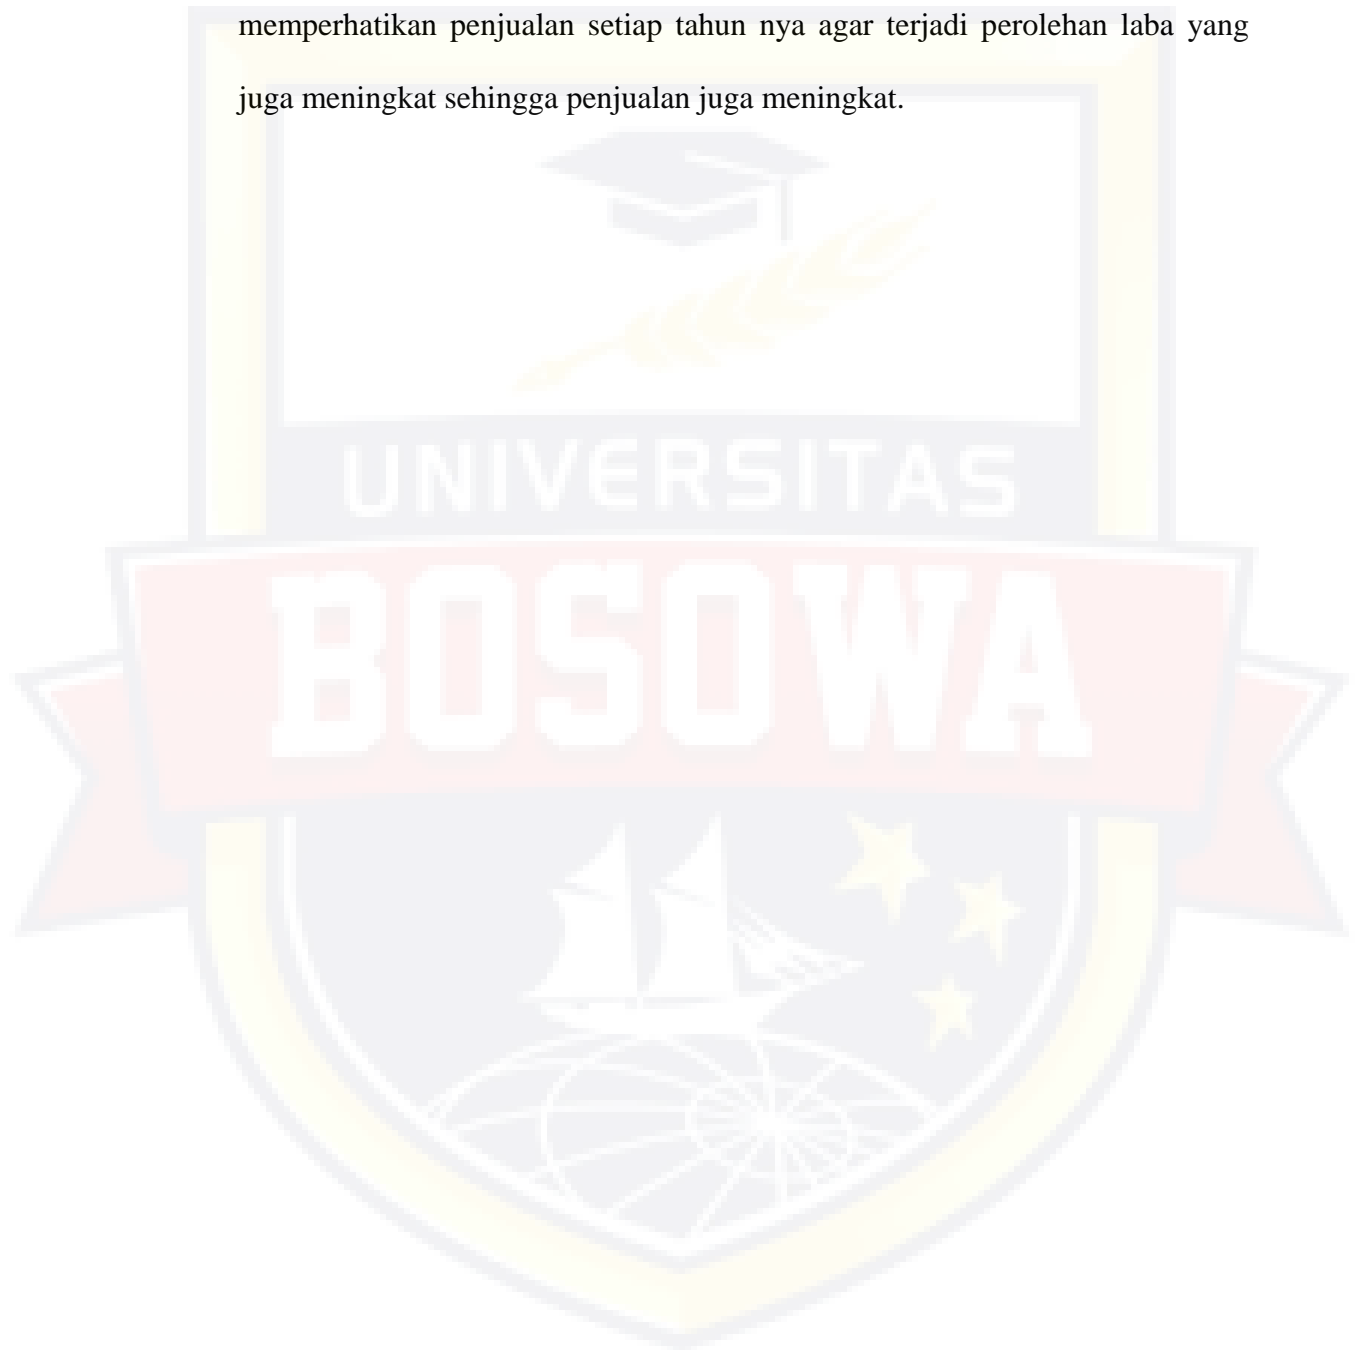 memperhatikan penjualan setiap tahun nya agar terjadi perolehan laba yang
juga meningkat sehingga penjualan juga meningkat.
UNIVERSITAS
BOSOWA